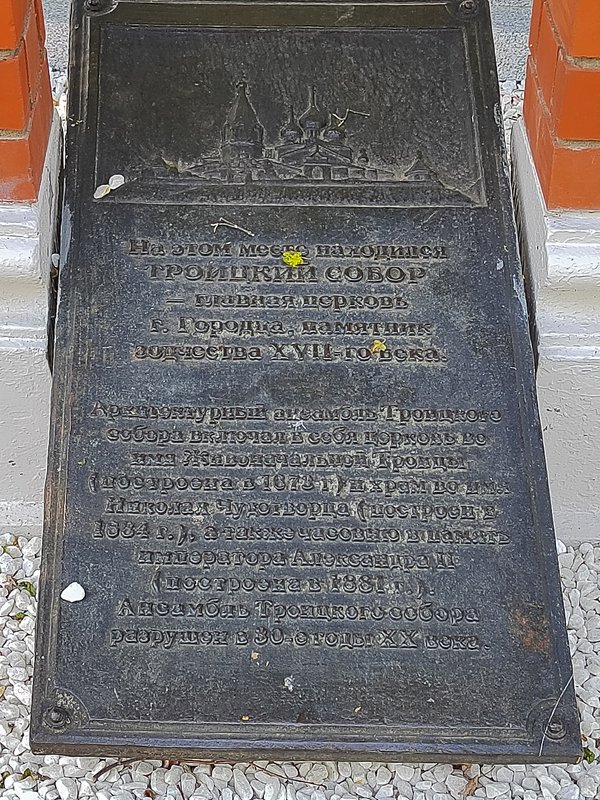 На этом месте находился
ТРОИЦКИЙ СОБОР
— главная церковь
г. Городца, памятник
зодчества XVII-го века.
Архитектурный ансамбль Троицкого
собора включал в себя церковь во
имя Живоначальной Троицы
(построена в 1673 г.) и храм во имя
Николая Чудотворца (построен в
1834 г.), а также часовню в память
императора Александра II
(построена в 1881 г.).
Ансамбль Троицкого собора
разрушен в 30-е годы XX века.